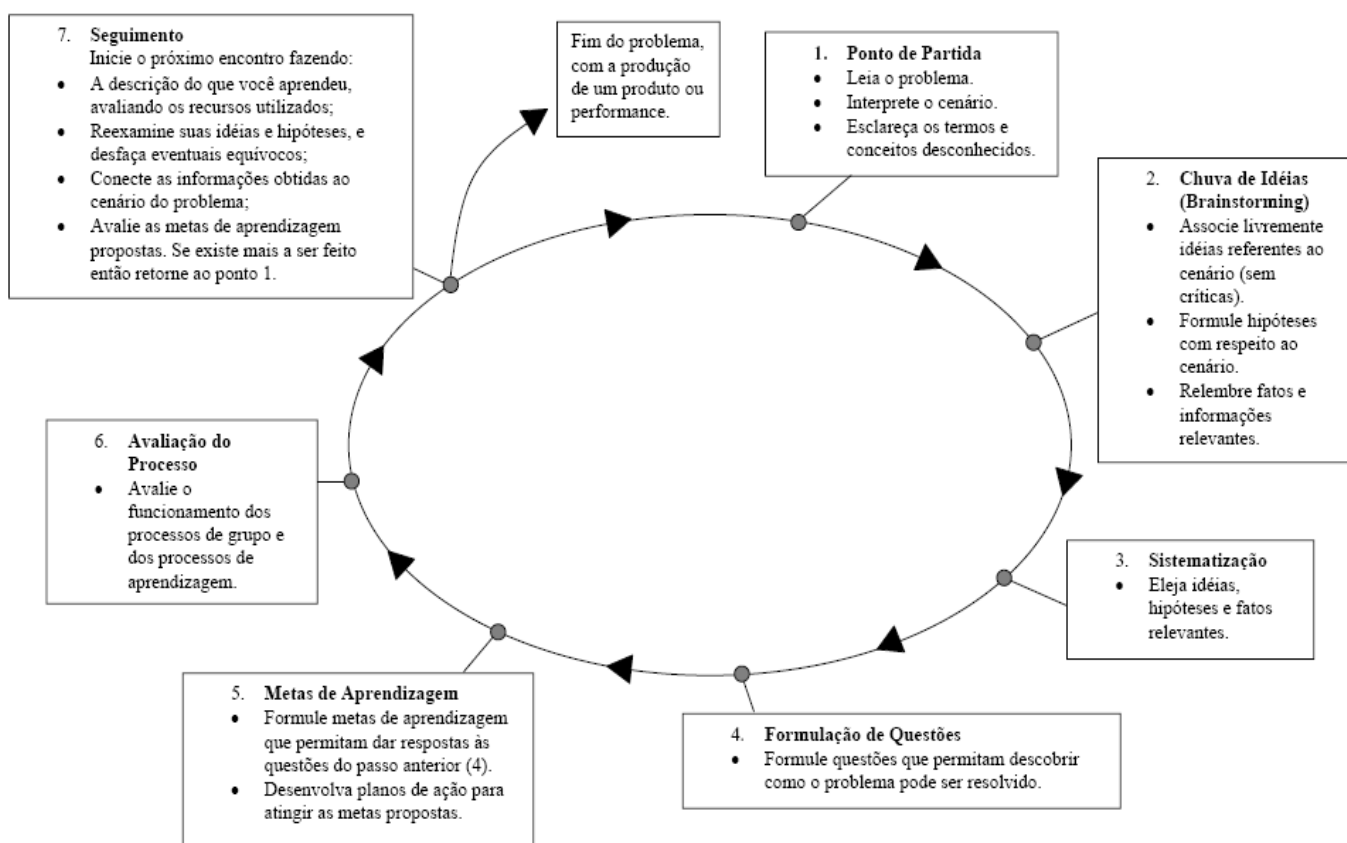 7. Seguimento
Inicie o próximo encontro fazendo:
• A descrição do que você aprendeu,
avaliando os recursos utilizados;
• Reexamine suas idéias e hipóteses, e
desfaça eventuais equívocos;
• Conecte as informações obtidas ao
cenário do problema;
• Avalie as metas de aprendizagem
propostas. Se existe mais a ser feito
então retorne ao ponto 1.
Fim do problema,
com a produção
de um produto ou
performance.
1. Ponto de Partida
• Leia o problema.
• Interprete o cenário.
• Esclareça os termos e
conceitos desconhecidos.
2. Chuva de Idéias
(Brainstorming)
• Associe livremente
idéias referentes ao
cenário (sem
críticas).
• Formule hipóteses
com respeito ao
cenário.
• Relembre fatos e
informações
relevantes.
3. Sistematização
• Eleja idéias,
hipóteses e fatos
relevantes.
4. Formulação de Questões
• Formule questões que permitam descobrir
como o problema pode ser resolvido.
5. Metas de Aprendizagem
• Formule metas de aprendizagem
que permitam dar respostas às
questões do passo anterior (4).
• Desenvolva planos de ação para
atingir as metas propostas.
6. Avaliação do
Processo
• Avalie o
funcionamento dos
processos de grupo e
dos processos de
aprendizagem.